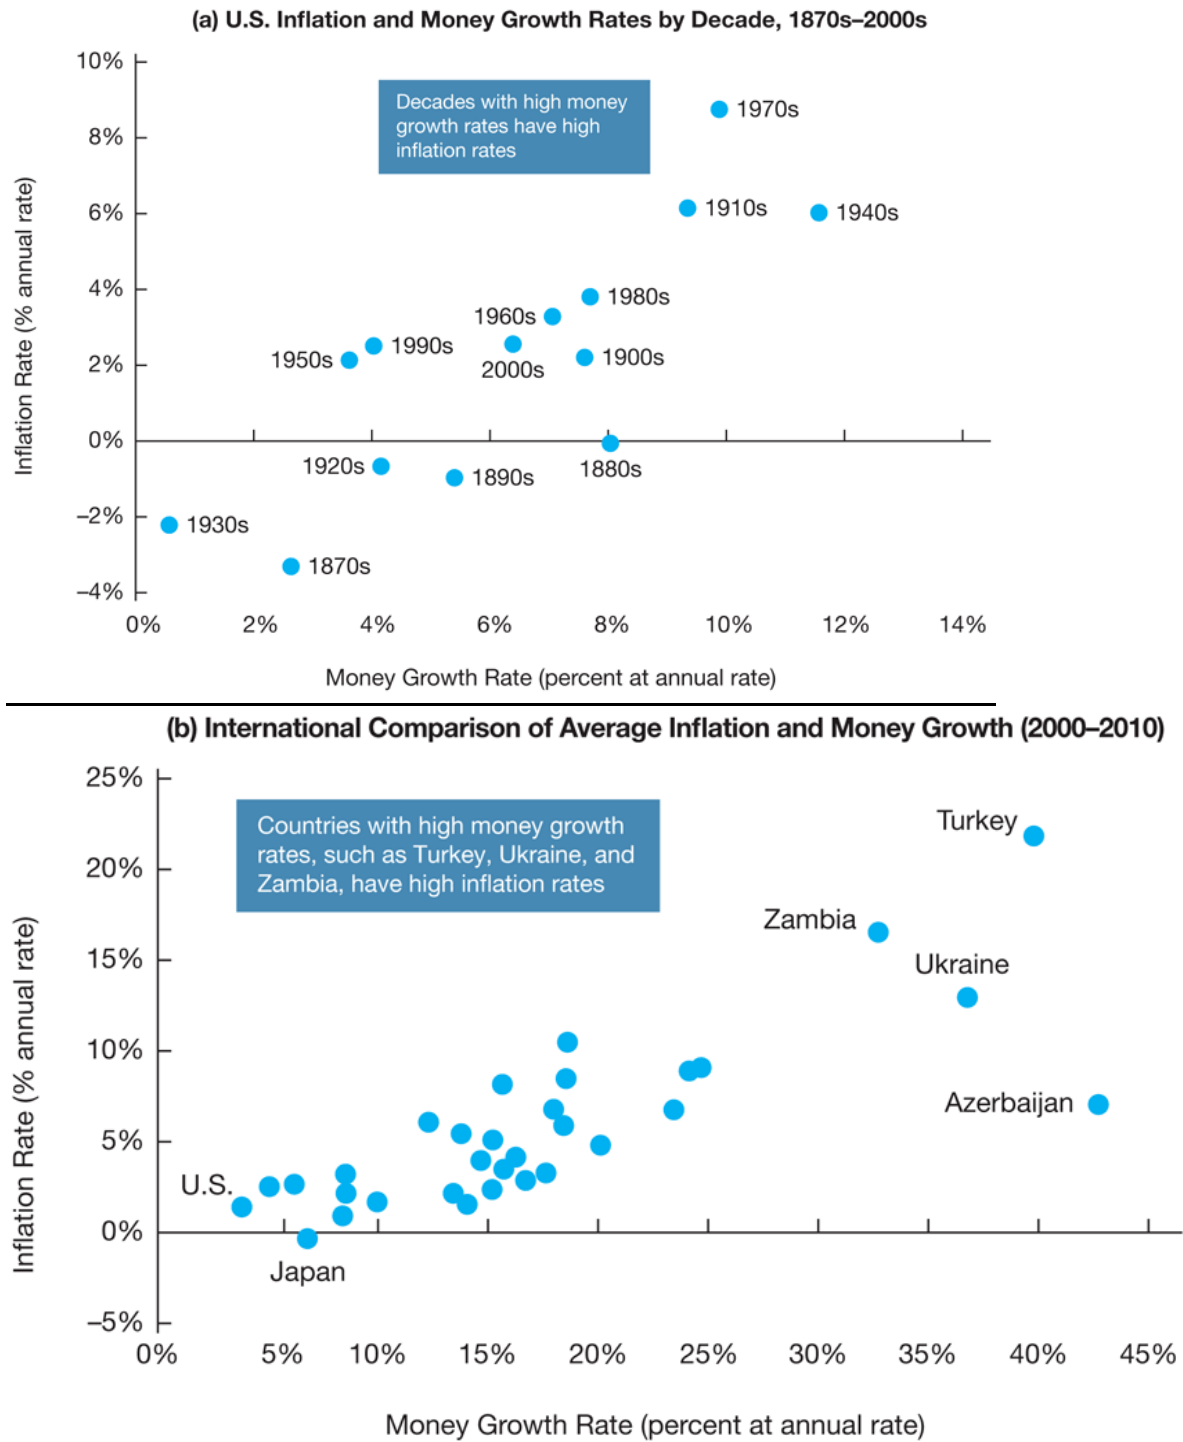 (a) U.S. Inflation and Money Growth Rates by Decade, 1870s–2000s
10%
8%
6%
4%
2%
0%
–2%
–4%
Inflation Rate (% annual rate)
Decades with high money
growth rates have high
inflation rates
1970s
1910s
1940s
1980s
1960s
1990s
1950s
2000s
1900s
1920s
1890s
1880s
1930s
1870s
0%
2%
4%
6%
8%
10%
12%
14%
Money Growth Rate (percent at annual rate)
(b) International Comparison of Average Inflation and Money Growth (2000–2010)
25%
20%
15%
10%
5%
0%
–5%
Inflation Rate (% annual rate)
Countries with high money growth
rates, such as Turkey, Ukraine, and
Zambia, have high inflation rates
Turkey
Zambia
Ukraine
Azerbaijan
U.S.
Japan
0%
5%
10%
15%
20%
25%
30%
35%
40%
45%
Money Growth Rate (percent at annual rate)